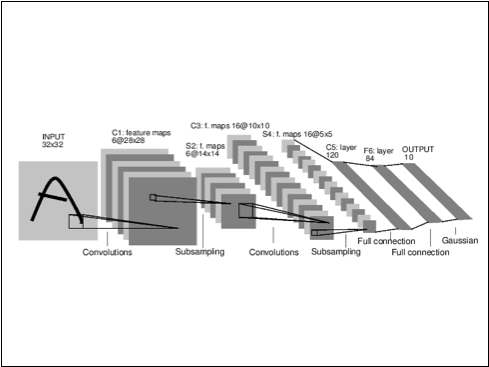 INPUT
32x32
C1: feature maps
6@28x28
S2: f. maps
6@14x14
C3: f. maps 16@10x10
S4: f. maps 16@5x5
C5: layer
120
F6: layer
84
OUTPUT
10
Convolutions
Subsampling
Convolutions
Subsampling
Full connection
Full connection
Gaussian
A